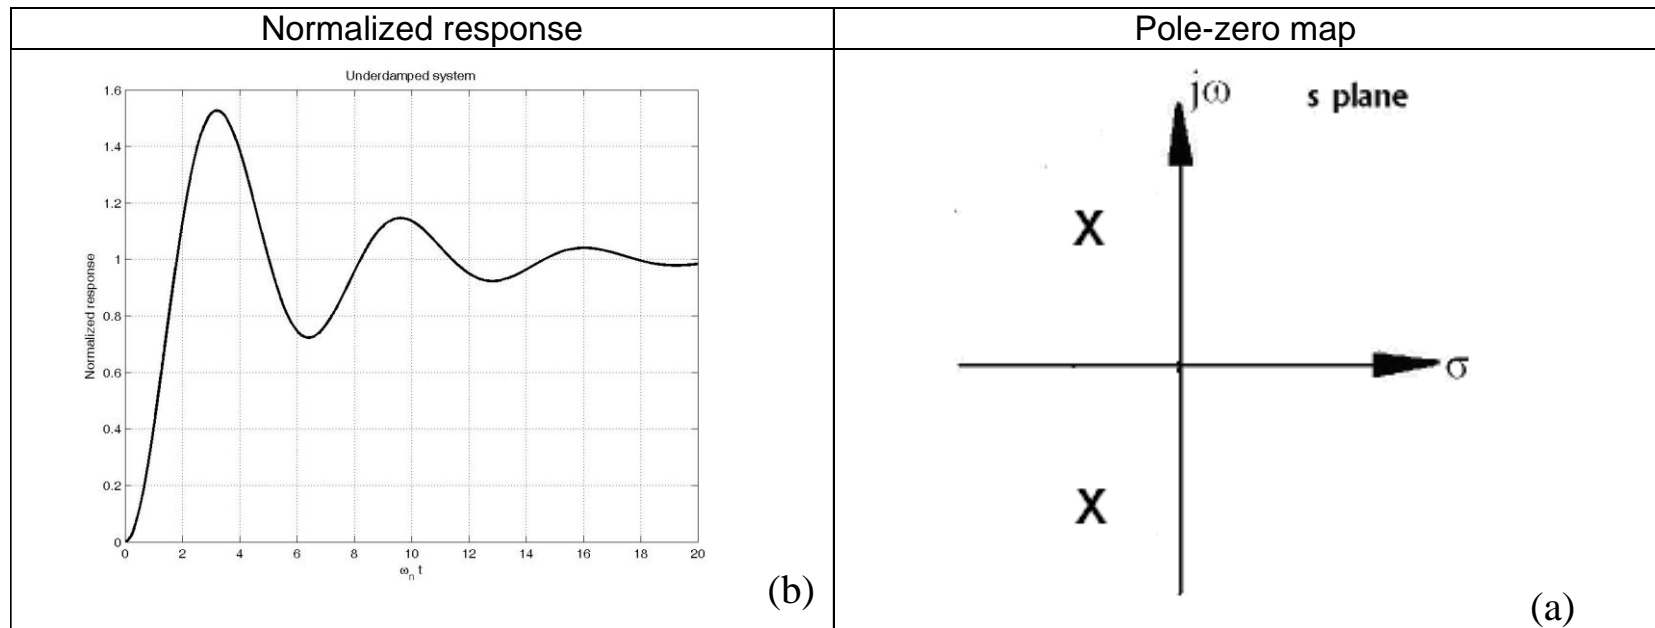 Normalized response
Pole-zero map
Underdamped system
Normalized response
1.6
1.4
1.2
1
0.8
0.6
0.4
0.2
0
0 2 4 6 8 10 12 14 16 18 20
ωn t
(b)
jω
s plane
X
σ
X
(a)